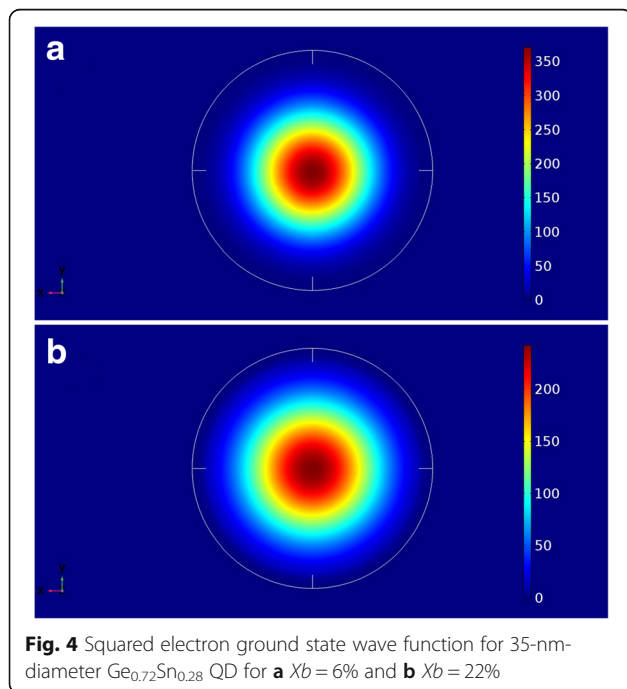 a
350
300
250
200
150
100
50
0
Y
X
b
200
150
100
50
0
Y
X
Fig. 4 Squared electron ground state wave function for 35-nm-
diameter Ge0.72Sn0.28 QD for a Xb = 6% and b Xb = 22%